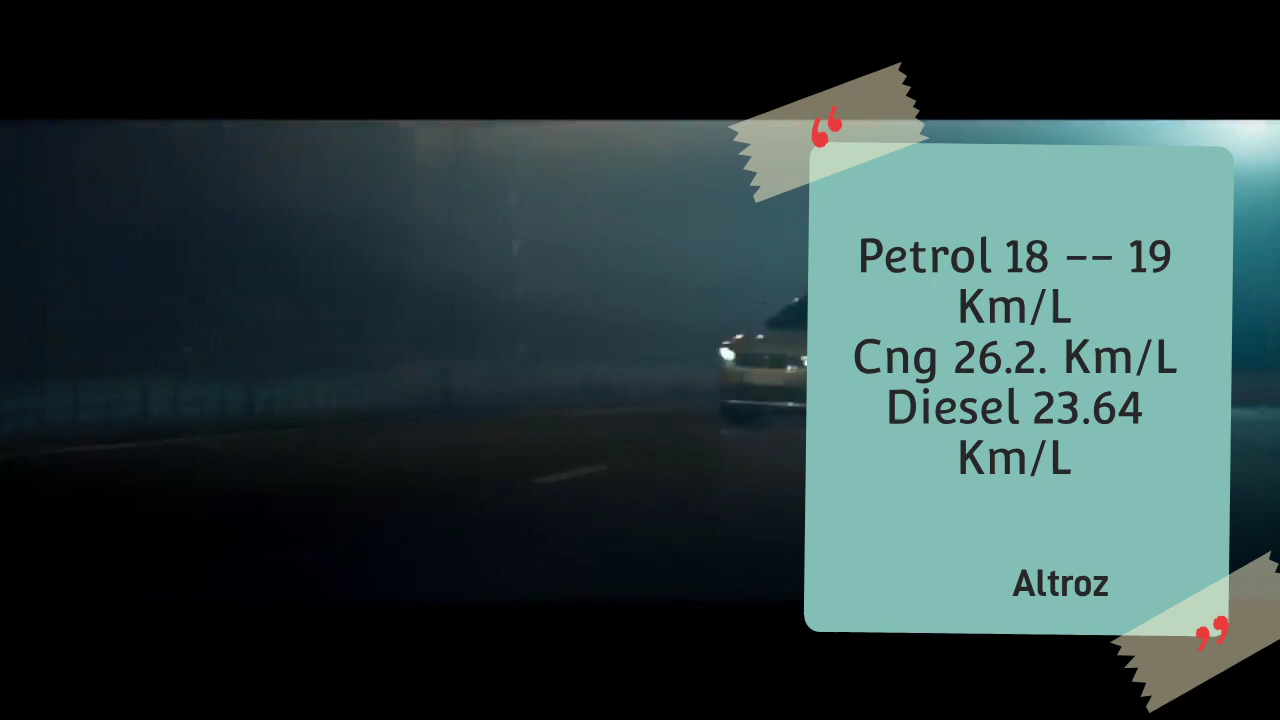 “
Petrol 18 –– 19
Km/L
Cng 26.2. Km/L
Diesel 23.64
Km/L
Altroz
”